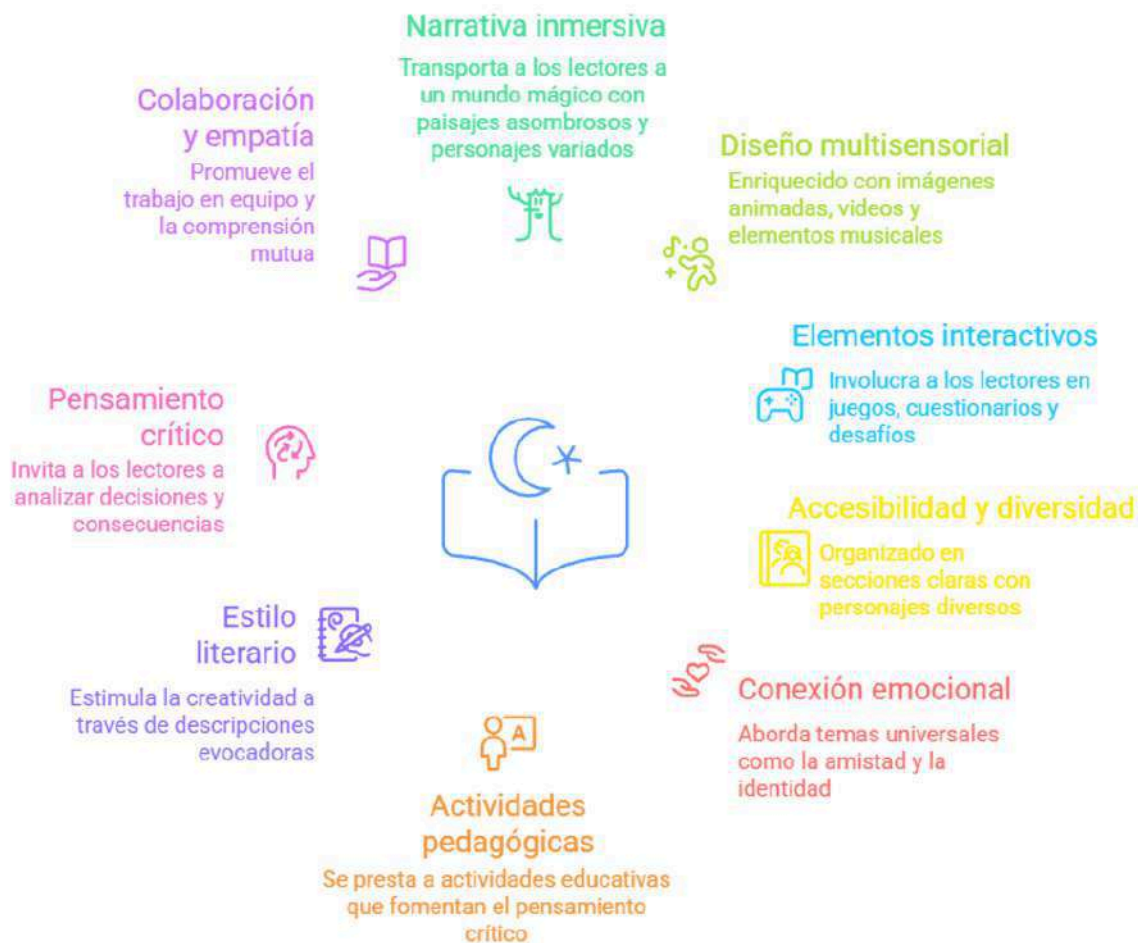 Narrativa inmersiva
Transporta a los lectores a
un mundo mágico con
paisajes asombrosos y
personajes variados
Diseño multisensorial
Enriquecido con imágenes
animadas, videos y
elementos musicales
Elementos interactivos
Involucra a los lectores en
juegos, cuestionarios y
desafíos
Accesibilidad y diversidad
Organizado en
secciones claras con
personajes diversos
Conexión emocional
Aborda temas universales
como la amistad y la
identidad
A
Actividades
pedagógicas
Se presta a actividades educativas
que fomentan el pensamiento
crítico
Estilo
literario
Estimula la creatividad a
través de descripciones
evocadoras
Pensamiento
crítico
Invita a los lectores a
analizar decisiones y
consecuencias
Colaboración
y empatía
Promueve el
trabajo en equipo y
la comprensión
mutua